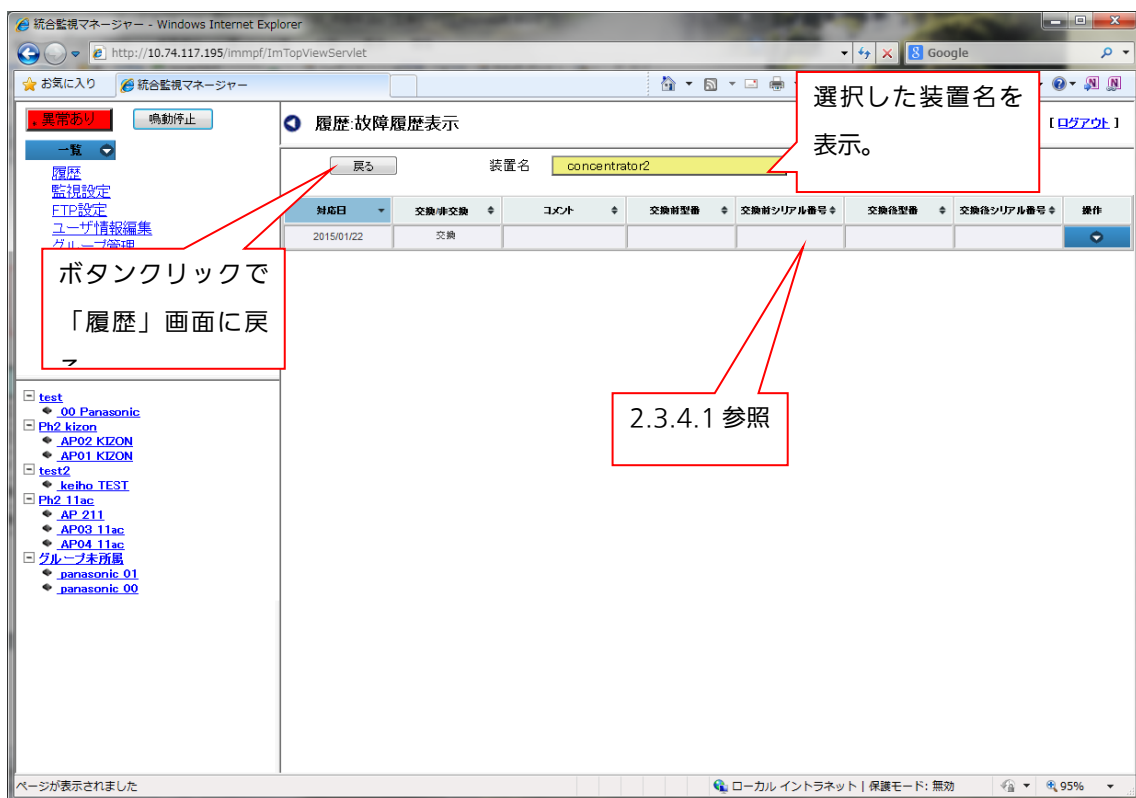 統合監視マネージャー - Windows Internet Explorer
http://10.74.117.195/immpf/ImTopViewServlet
Google
お気に入り
統合監視マネージャー
異常あり
鳴動停止
一覧
履歴
監視設定
FTP設定
ユーザ情報編集
グループ管理
履歴:故障履歴表示
[ ログアウト ]
戻る
装置名
concentrator2
対応日 交換/非交換 コメント 交換前型番 交換前シリアル番号 交換後型番 交換後シリアル番号 操作
2015/01/22 交換
選択した装置名を
表示。
ボタンクリックで
「履歴」画面に戻
2.3.4.1 参照
test
00 Panasonic
Ph2 kizon
AP02 KIZON
AP01 KIZON
test2
keiho TEST
Ph2 11ac
AP 211
AP03 11ac
AP04 11ac
グループ未所属
panasonic 01
panasonic 00
ページが表示されました
ローカル イントラネット | 保護モード: 無効
95%